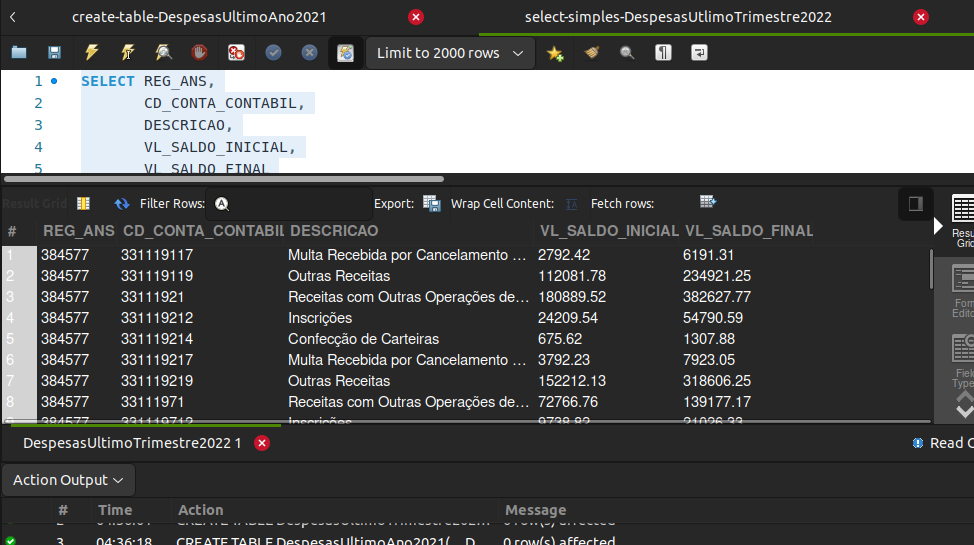 create-table-DespesasUltimoAno2021 select-simples-DespesasUtlimoTrimestre2022
Limit to 2000 rows
1 SELECT REG_ANS,
2 CD_CONTA_CONTABIL,
3 DESCRICAO,
4 VL_SALDO_INICIAL,
5 VL_SALDO_FINAL
Result Grid Filter Rows: Export: Wrap Cell Content: IA Fetch rows:
# REG_ANS CD_CONTA_CONTABIL DESCRICAO VL_SALDO_INICIAL VL_SALDO_FINAL
1 384577 331119117 Multa Recebida por Cancelamento ... 2792.42 6191.31
2 384577 331119119 Outras Receitas 112081.78 234921.25
3 384577 33111921 Receitas com Outras Operações de... 180889.52 382627.77
4 384577 331119212 Inscrições 24209.54 54790.59
5 384577 331119214 Confecção de Carteiras 675.62 1307.88
6 384577 331119217 Multa Recebida por Cancelamento ... 3792.23 7923.05
7 384577 331119219 Outras Receitas 152212.13 318606.25
8 384577 33111971 Receitas com Outras Operações de... 72766.76 139177.17
9 384577 331119712 Inscrições 9738.82 21026.33
Resu
Grid
Form
Edito
Field
Type
DespesasUltimoTrimestre2022 1 Read O
Action Output
# Time Action Message
2 04:36:01 CREATE TABLE DespesasUltimoTrimestre202... 0 row(s) affected
3 04:36:18 CREATE TABLE DespesasUltimoAno2021( D 0 row(s) affected